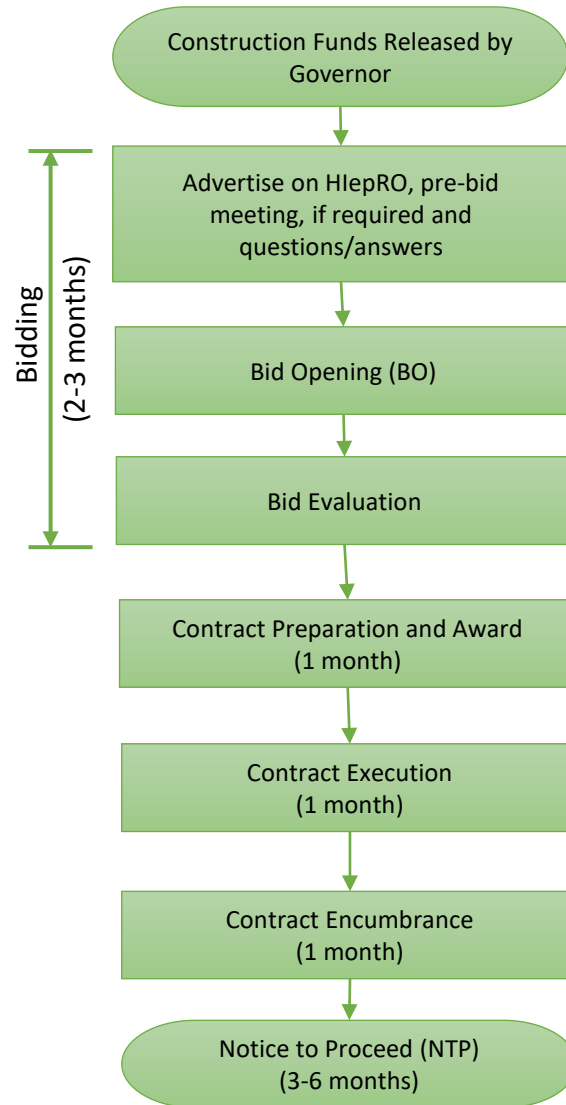 Construction Funds Released by
Governor
Advertise on HIepRO, pre-bid
meeting, if required and
questions/answers
Bidding
(2-3 months)
Bid Opening (BO)
Bid Evaluation
Contract Preparation and Award
(1 month)
Contract Execution
(1 month)
Contract Encumbrance
(1 month)
Notice to Proceed (NTP)
(3-6 months)